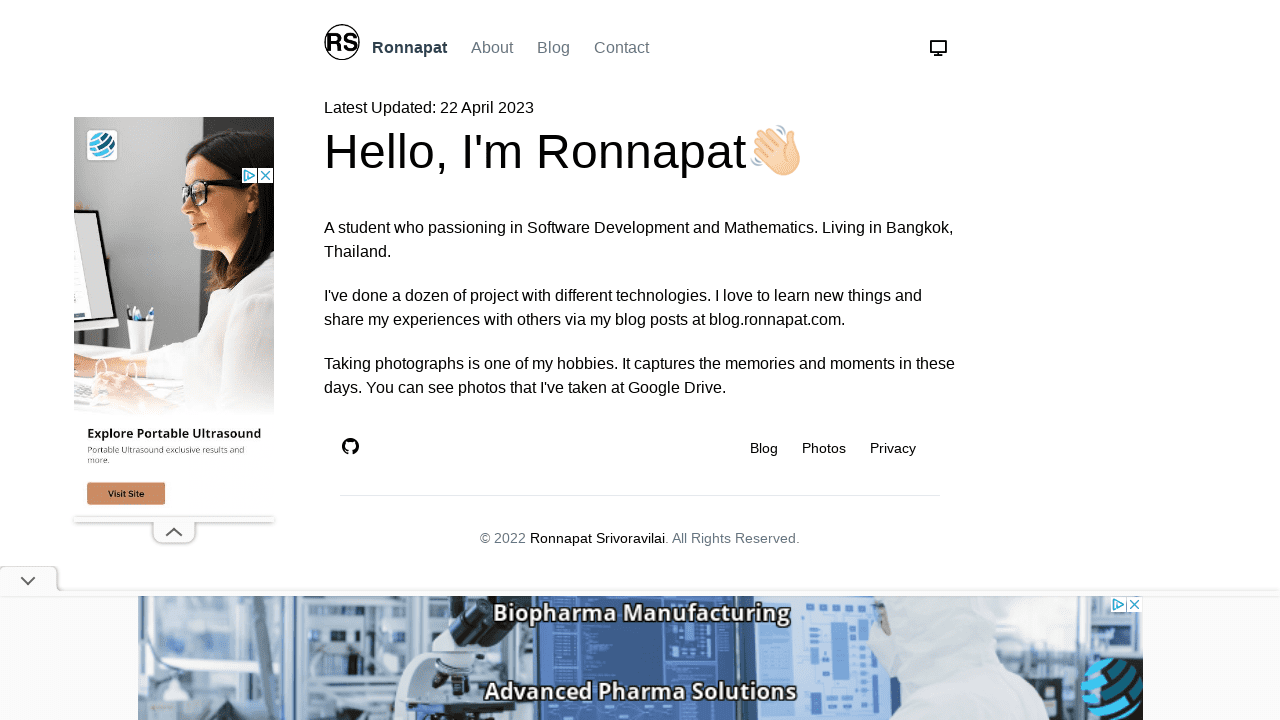 RS
Ronnapat About Blog Contact
Latest Updated: 22 April 2023
Hello, I'm Ronnapat
A student who passioning in Software Development and Mathematics. Living in Bangkok,
Thailand.
I've done a dozen of project with different technologies. I love to learn new things and
share my experiences with others via my blog posts at blog.ronnapat.com.
Taking photographs is one of my hobbies. It captures the memories and moments in these
days. You can see photos that I've taken at Google Drive.
Blog Photos Privacy
© 2022 Ronnapat Srivoravilai. All Rights Reserved.
Explore Portable Ultrasound
Portable Ultrasound exclusive results and
more.
Visit Site
Biopharma Manufacturing
Advanced Pharma Solutions